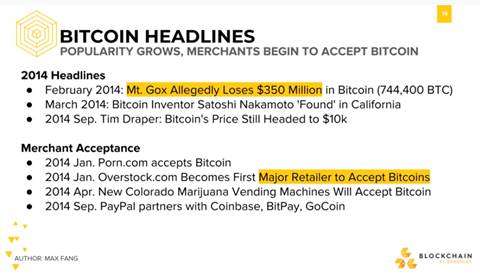 19
BITCOIN HEADLINES
POPULARITY GROWS, MERCHANTS BEGIN TO ACCEPT BITCOIN
2014 Headlines
● February 2014: Mt. Gox Allegedly Loses $350 Million in Bitcoin (744,400 BTC)
● March 2014: Bitcoin Inventor Satoshi Nakamoto 'Found' in California
● 2014 Sep. Tim Draper: Bitcoin's Price Still Headed to $10k
Merchant Acceptance
● 2014 Jan. Porn.com accepts Bitcoin
● 2014 Jan. Overstock.com Becomes First Major Retailer to Accept Bitcoins
● 2014 Apr. New Colorado Marijuana Vending Machines Will Accept Bitcoin
● 2014 Sep. PayPal partners with Coinbase, BitPay, GoCoin
AUTHOR: MAX FANG
BLOCKCHAIN
AT BERKELEY